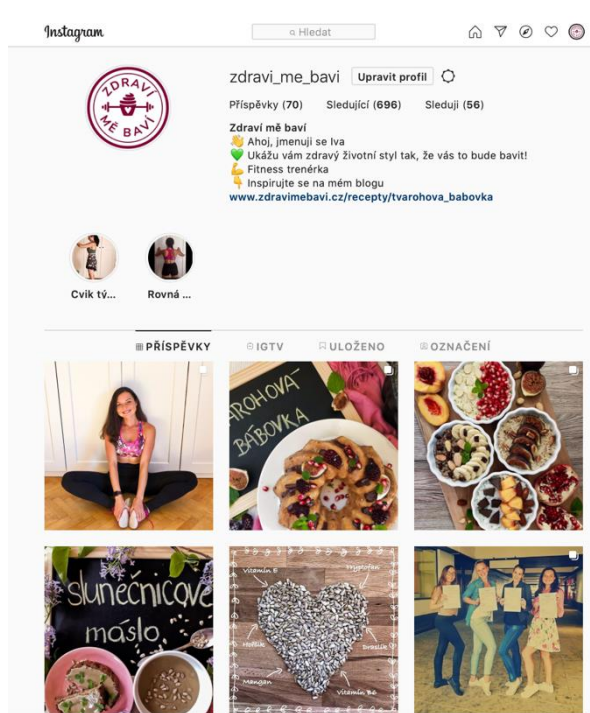 Instagram
Hledat
zdravi_me_bavi Upravit profil
Příspěvky (70) Sledující (696) Sleduji (56)
Zdraví mě baví
👋 Ahoj, jmenuji se Iva
💚 Ukážu vám zdravý životní styl tak, že vás to bude bavit!
💪 Fitness trenérka
👇 Inspirujte se na mém blogu
www.zdravimebavi.cz/recepty/tvarohova_babovka
ZDRAVÍ
MĚ BAVÍ
Cvik tý... Rovná ...
PŘÍSPĚVKY IGTV ULOŽENO OZNAČENÍ
AROHOVÁ
BÁBOVKA
Slunečnicové
máslo
Vitamín E
Tryptofan
Hořčík
Draslík
Mangan
Vitamín B6